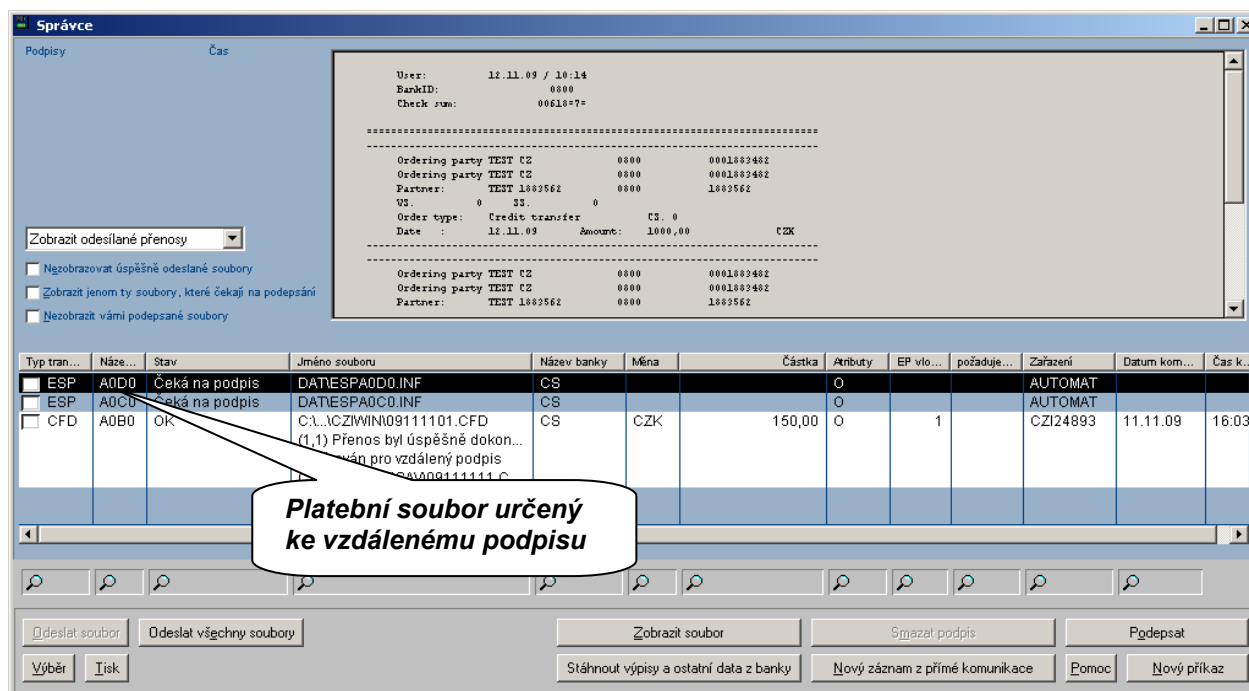 Správce
Podpisy Čas
User: 12.11.09 / 10:14
BankID: 0800
Check sum: 00618=7=
Ordering party TEST CZ 0800 0001883482
Ordering party TEST CZ 0800 0001883482
Partner: TEST 1883562 0800 1883562
VS. 0 SS. 0
Order type: Credit transfer CS. 0
Date : 12.11.09 Amount: 1000,00 CZK
Ordering party TEST CZ 0800 0001883482
Ordering party TEST CZ 0800 0001883482
Partner: TEST 1883562 0800 1883562
Zobrazit odesílané přenosy
Nezobrazovat úspěšně odeslané soubory
Zobrazit jenom ty soubory, které čekají na podepsání
Nezobrazit vámi podepsané soubory
Typ tran... Náze... Stav Jméno souboru Název banky Měna Částka Atributy EP vlo... požaduje... Zařazení Datum kom... Čas k...
ESP A0D0 Čeká na podpis DAT\ESPA0D0.INF CS O AUTOMAT
ESP A0C0 Čeká na podpis DAT\ESPA0C0.INF CS O AUTOMAT
CFD A0B0 OK C:\...\CZIWIN\09111101.CFD CS CZK 150,00 O 1 CZI24893 11.11.09 16:03
(1,1) Přenos byl úspěšně dokon...
pro vzdálený podpis
Platební soubor určený
ke vzdálenému podpisu
Odeslat soubor Odeslat všechny soubory Zobrazit soubor Smazat podpis Podepsat
Výběr Tisk Stáhnout výpisy a ostatní data z banky Nový záznam z přímé komunikace Pomoc Nový příkaz